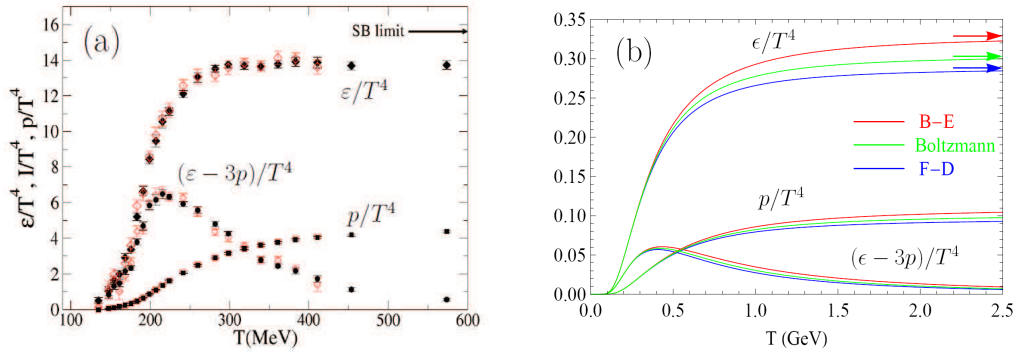 (a)
SB limit
ε/T⁴
(ε − 3p)/T⁴
p/T⁴
ε/T⁴, I/T⁴, p/T⁴
16
14
12
10
8
6
4
2
0
100
200
300
400
500
600
T(MeV)
(b)
ϵ/T⁴
B−E
Boltzmann
F−D
p/T⁴
(ϵ − 3p)/T⁴
0.35
0.30
0.25
0.20
0.15
0.10
0.05
0.00
0.0
0.5
1.0
1.5
2.0
2.5
T (GeV)